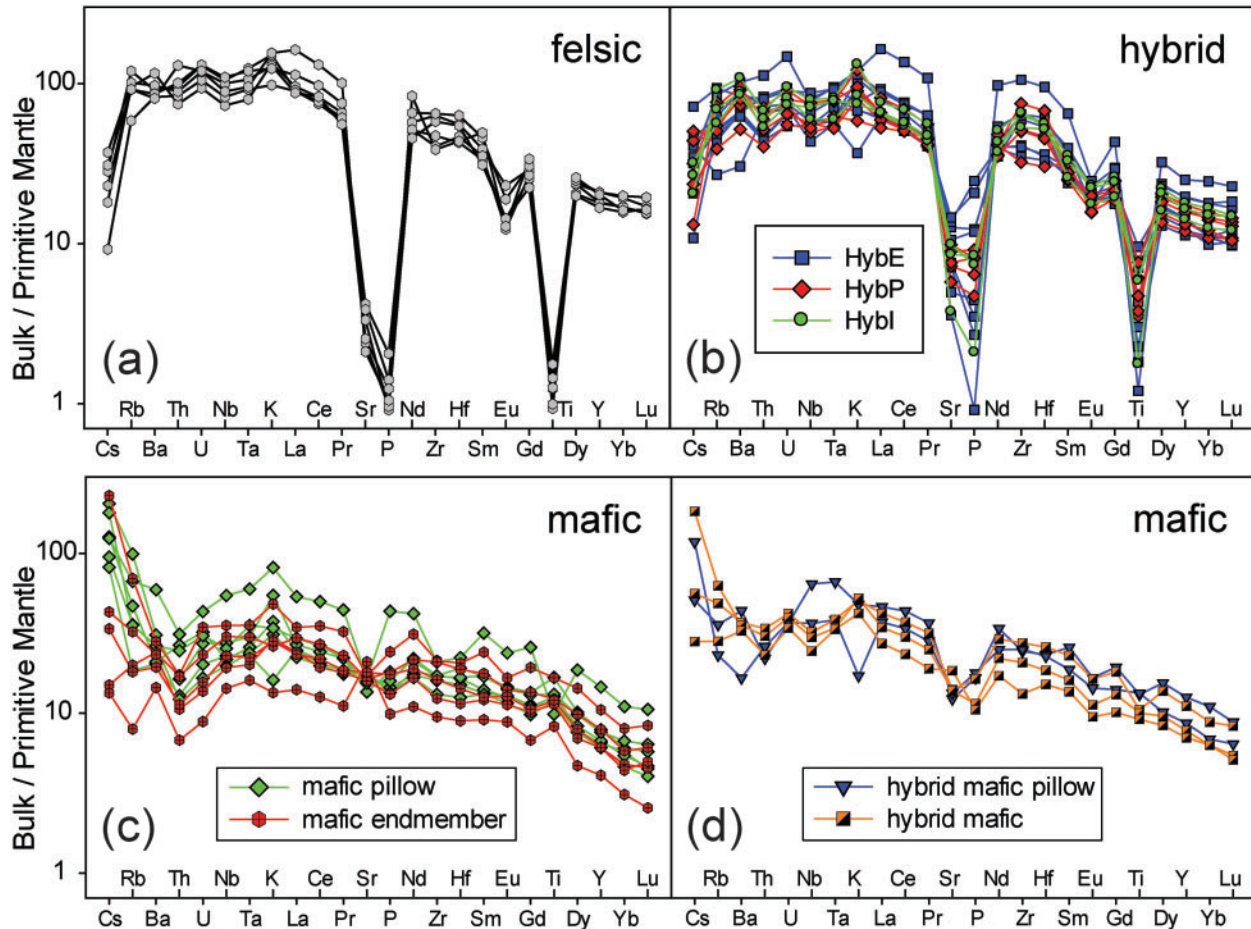 felsic
hybrid
100
10
1
Bulk / Primitive Mantle
(a)
(b)
HybE
HybP
HybI
Rb Th Nb K Ce Sr Nd Hf Eu Ti Y Lu
Cs Ba U Ta La Pr P Zr Sm Gd Dy Yb
Rb Th Nb K Ce Sr Nd Hf Eu Ti Y Lu
Cs Ba U Ta La Pr P Zr Sm Gd Dy Yb
mafic
mafic
100
10
1
Bulk / Primitive Mantle
(c)
mafic pillow
mafic endmember
(d)
hybrid mafic pillow
hybrid mafic
Rb Th Nb K Ce Sr Nd Hf Eu Ti Y Lu
Cs Ba U Ta La Pr P Zr Sm Gd Dy Yb
Rb Th Nb K Ce Sr Nd Hf Eu Ti Y Lu
Cs Ba U Ta La Pr P Zr Sm Gd Dy Yb